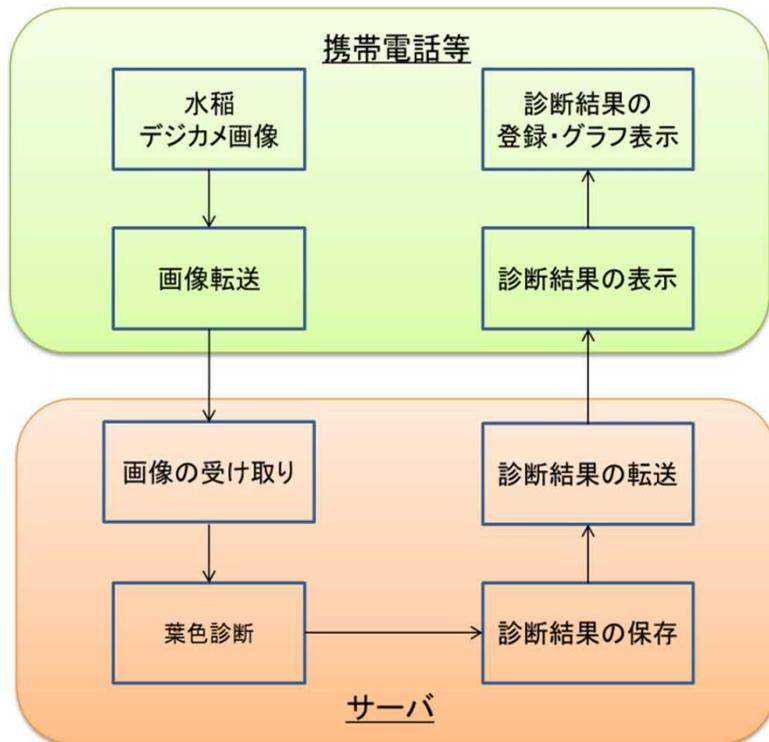 携帯電話等
水稲
デジカメ画像
画像転送
画像の受け取り
葉色診断
診断結果の保存
診断結果の転送
診断結果の表示
診断結果の
登録・グラフ表示
サーバ